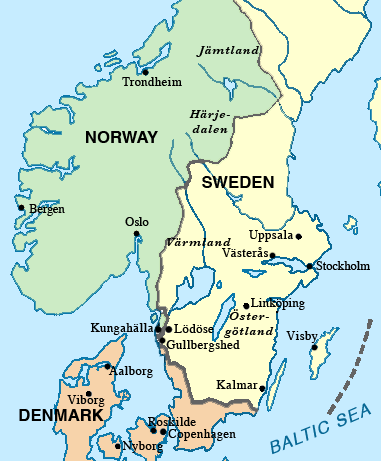 Jämtland
Trondheim
Härje-
dalen
NORWAY
SWEDEN
Bergen
Oslo
Värmland
Uppsala
Västerås
Stockholm
Linköping
Öster-
götland
Kungahälla
Lödöse
Gullbergshed
Visby
Aalborg
Kalmar
Viborg
DENMARK
Roskilde
Copenhagen
Nyborg
BALTIC SEA